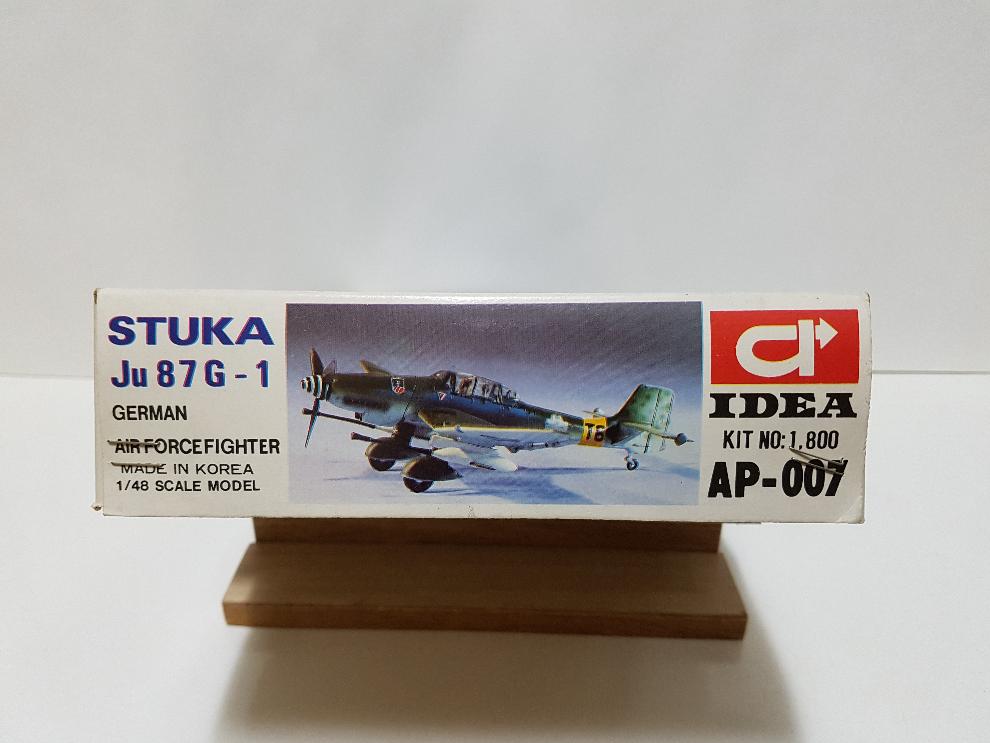 STUKA
Ju 87 G - 1
GERMAN
AIR FORCE FIGHTER
MADE IN KOREA
1/48 SCALE MODEL
T6
IDEA
KIT NO: 1,800
AP-007